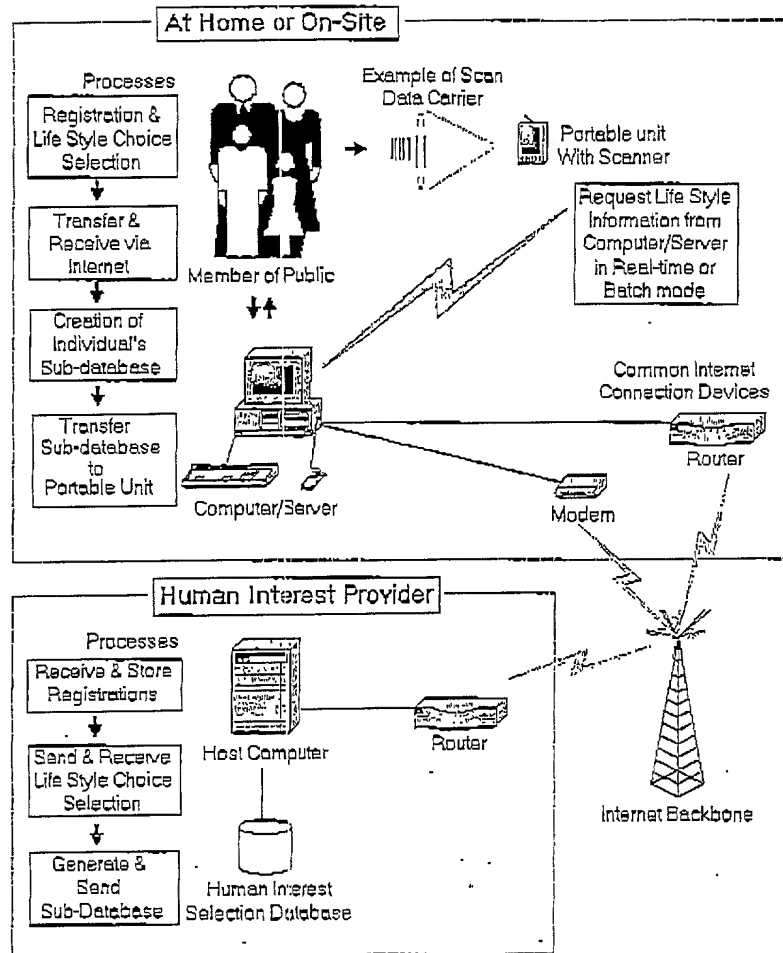 At Home or On-Site
Processes
Registration &
Life Style Choice
Selection
Transfer &
Receive via
Internet
Creation of
Individual's
Sub-database
Transfer
Sub-database
to
Portable Unit
Member of Public
Example of Scan
Data Carrier
Portable unit
With Scanner
Request Life Style
Information from
Computer/Server
in Real-time or
Batch mode
Computer/Server
Common Internet
Connection Devices
Router
Modem
Human Interest Provider
Processes
Receive & Store
Registrations
Send & Receive
Life Style Choice
Selection
Generate &
Send
Sub-Database
Host Computer
Router
Human Interest
Selection Database
Internet Backbone